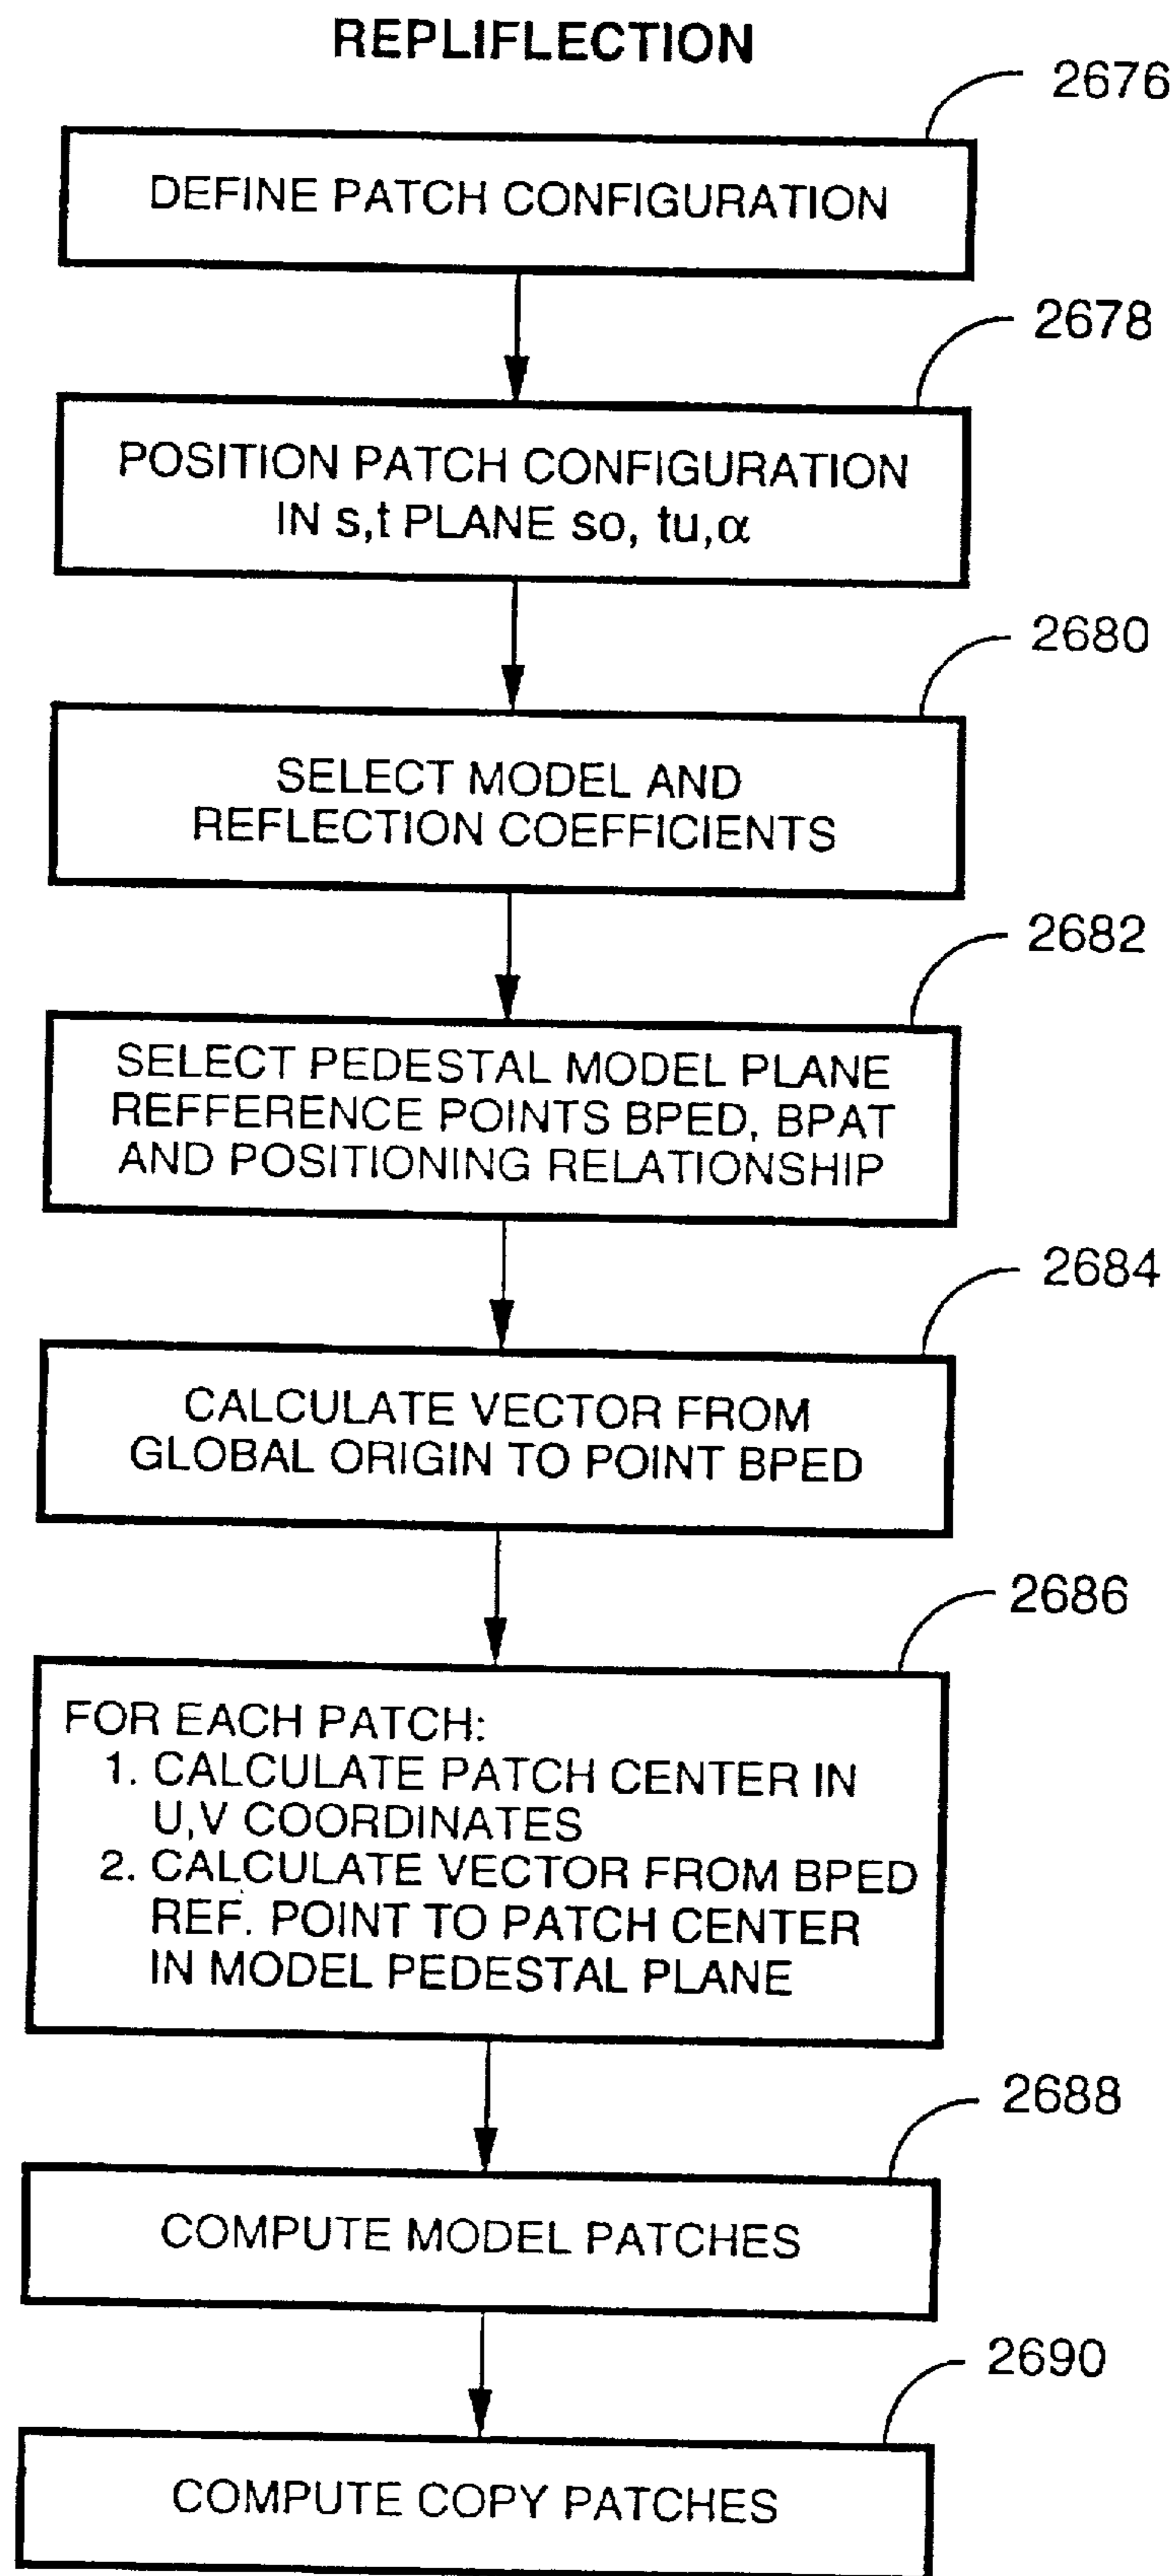 REPLIFLECTION
2676
DEFINE PATCH CONFIGURATION
2678
POSITION PATCH CONFIGURATION
IN s,t PLANE so, tu,α
2680
SELECT MODEL AND
REFLECTION COEFFICIENTS
2682
SELECT PEDESTAL MODEL PLANE
REFFERENCE POINTS BPED, BPAT
AND POSITIONING RELATIONSHIP
2684
CALCULATE VECTOR FROM
GLOBAL ORIGIN TO POINT BPED
2686
FOR EACH PATCH:
1. CALCULATE PATCH CENTER IN
U,V COORDINATES
2. CALCULATE VECTOR FROM BPED
REF. POINT TO PATCH CENTER
IN MODEL PEDESTAL PLANE
2688
COMPUTE MODEL PATCHES
2690
COMPUTE COPY PATCHES